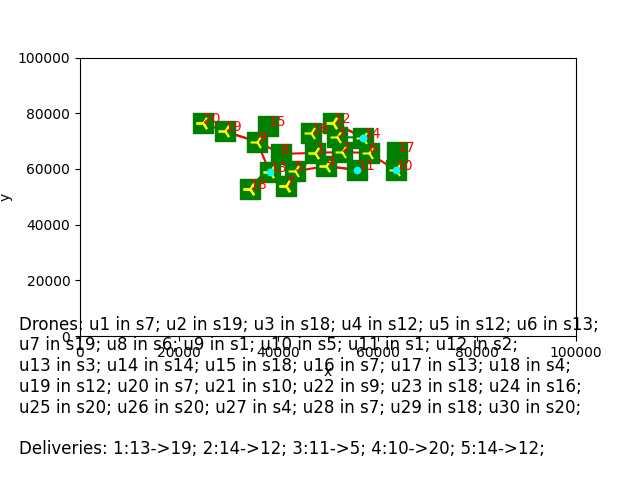 100000
80000
60000
40000
20000
0
y
12
14
17
10
11
Drones: u1 in s7; u2 in s19; u3 in s18; u4 in s12; u5 in s12; u6 in s13;
u7 in s19; u8 in s6; u9 in s1; u10 in s5; u11 in s1; u12 in s2;
20000 40000 60000 80000 100000
x
u13 in s3; u14 in s14; u15 in s18; u16 in s7; u17 in s13; u18 in s4;
u19 in s12; u20 in s7; u21 in s10; u22 in s9; u23 in s18; u24 in s16;
u25 in s20; u26 in s20; u27 in s4; u28 in s7; u29 in s18; u30 in s20;
Deliveries: 1:13->19; 2:14->12; 3:11->5; 4:10->20; 5:14->12;